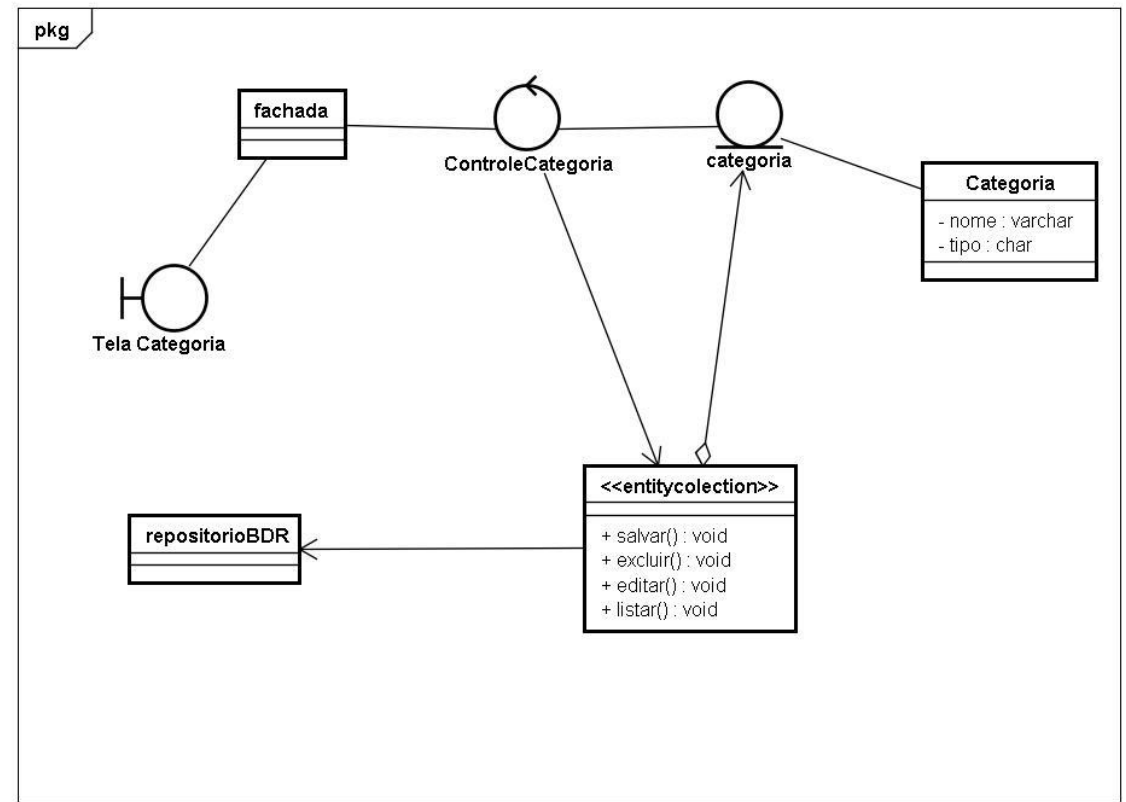 pkg
fachada
ControleCategoria
categoria
Categoria
- nome : varchar
- tipo : char
Tela Categoria
<<entitycolection>>
+ salvar() : void
+ excluir() : void
+ editar() : void
+ listar() : void
repositorioBDR